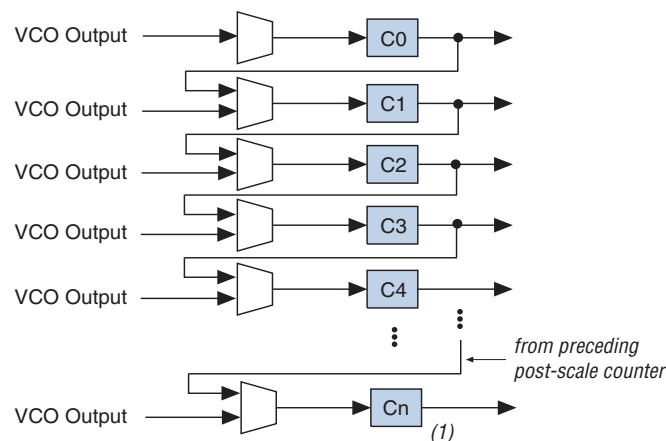 VCO Output
C0
VCO Output
C1
VCO Output
C2
VCO Output
C3
VCO Output
C4
from preceding
post-scale counter
VCO Output
Cn
(1)